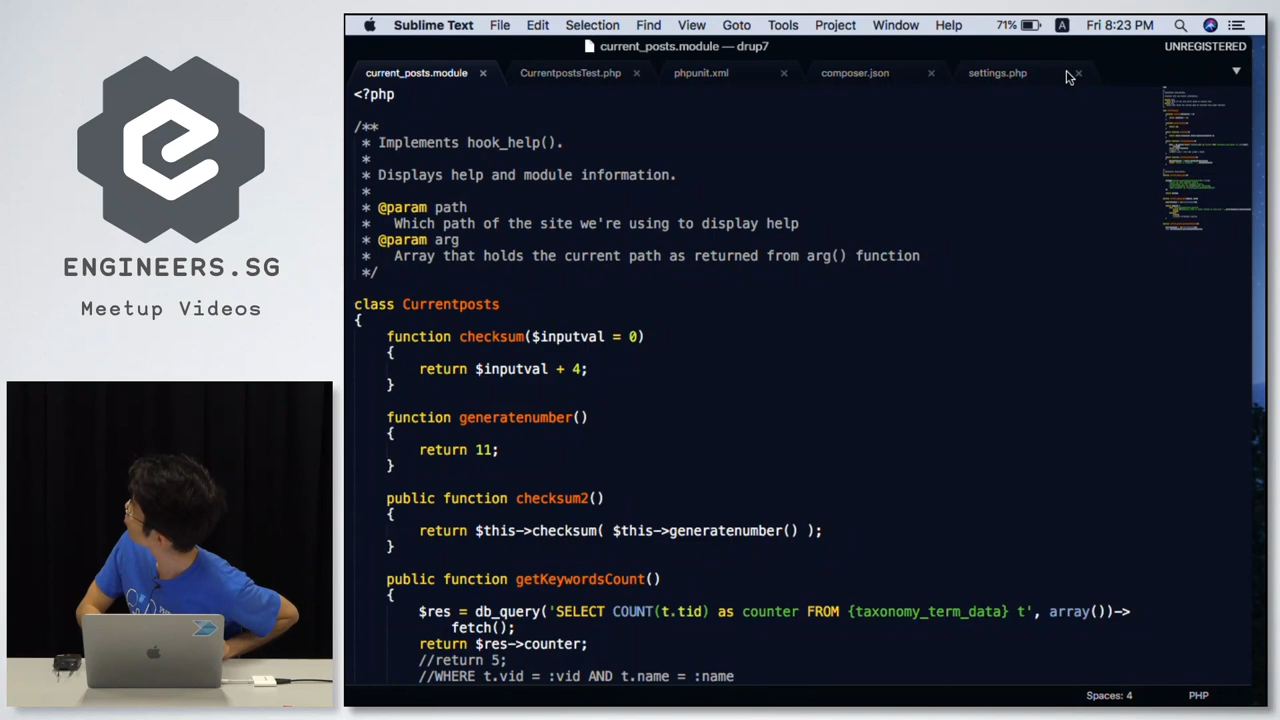 ENGINEERS.SG
Meetup Videos
Sublime Text File Edit Selection Find View Goto Tools Project Window Help 71% A Fri 8:23 PM
current_posts.module — drup7
UNREGISTERED
current_posts.module × CurrentpostsTest.php × phpunit.xml × composer.json × settings.php ×
<?php
/**
* Implements hook_help().
*
* Displays help and module information.
*
* @param path
* Which path of the site we're using to display help
* @param arg
* Array that holds the current path as returned from arg() function
*/
class Currentposts
{
function checksum($inputval = 0)
{
return $inputval + 4;
}
function generatenumber()
{
return 11;
}
public function checksum2()
{
return $this->checksum( $this->generatenumber() );
}
public function getKeywordsCount()
{
$res = db_query('SELECT COUNT(t.tid) as counter FROM {taxonomy_term_data} t', array())->
fetch();
return $res->counter;
//return 5;
//WHERE t.vid = :vid AND t.name = :name
Spaces: 4 PHP